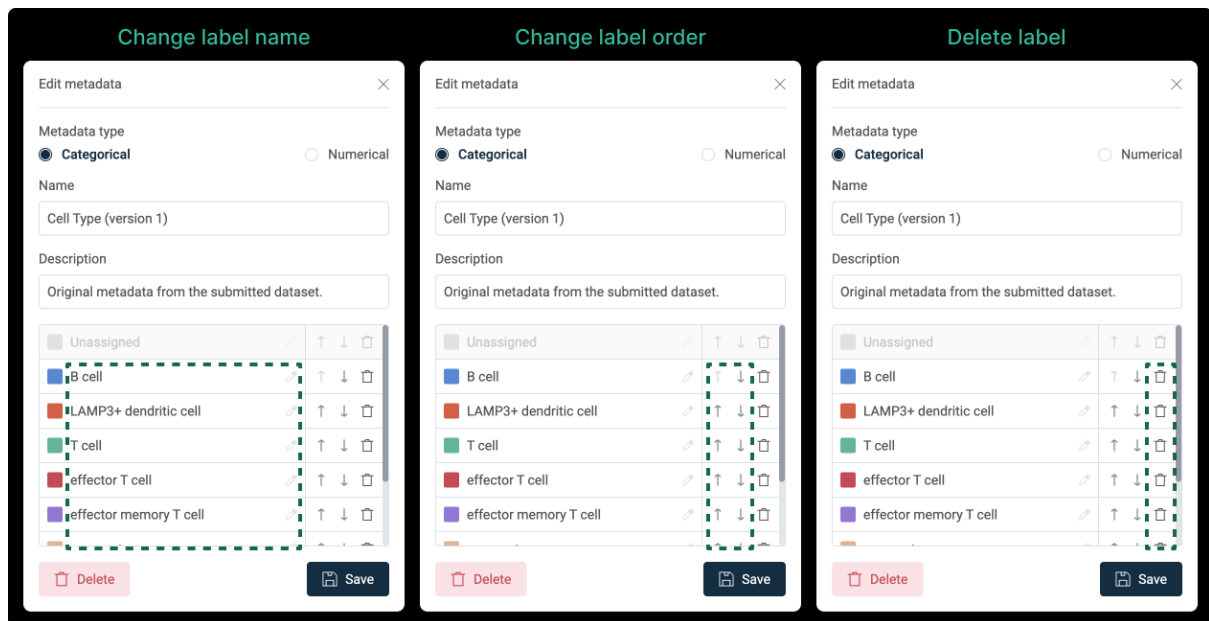 Change label name
Change label order
Delete label
Edit metadata
Metadata type
Categorical
Numerical
Name
Cell Type (version 1)
Description
Original metadata from the submitted dataset.
Unassigned
B cell
LAMP3+ dendritic cell
T cell
effector T cell
effector memory T cell
Delete
Save
Edit metadata
Metadata type
Categorical
Numerical
Name
Cell Type (version 1)
Description
Original metadata from the submitted dataset.
Unassigned
B cell
LAMP3+ dendritic cell
T cell
effector T cell
effector memory T cell
Delete
Save
Edit metadata
Metadata type
Categorical
Numerical
Name
Cell Type (version 1)
Description
Original metadata from the submitted dataset.
Unassigned
B cell
LAMP3+ dendritic cell
T cell
effector T cell
effector memory T cell
Delete
Save